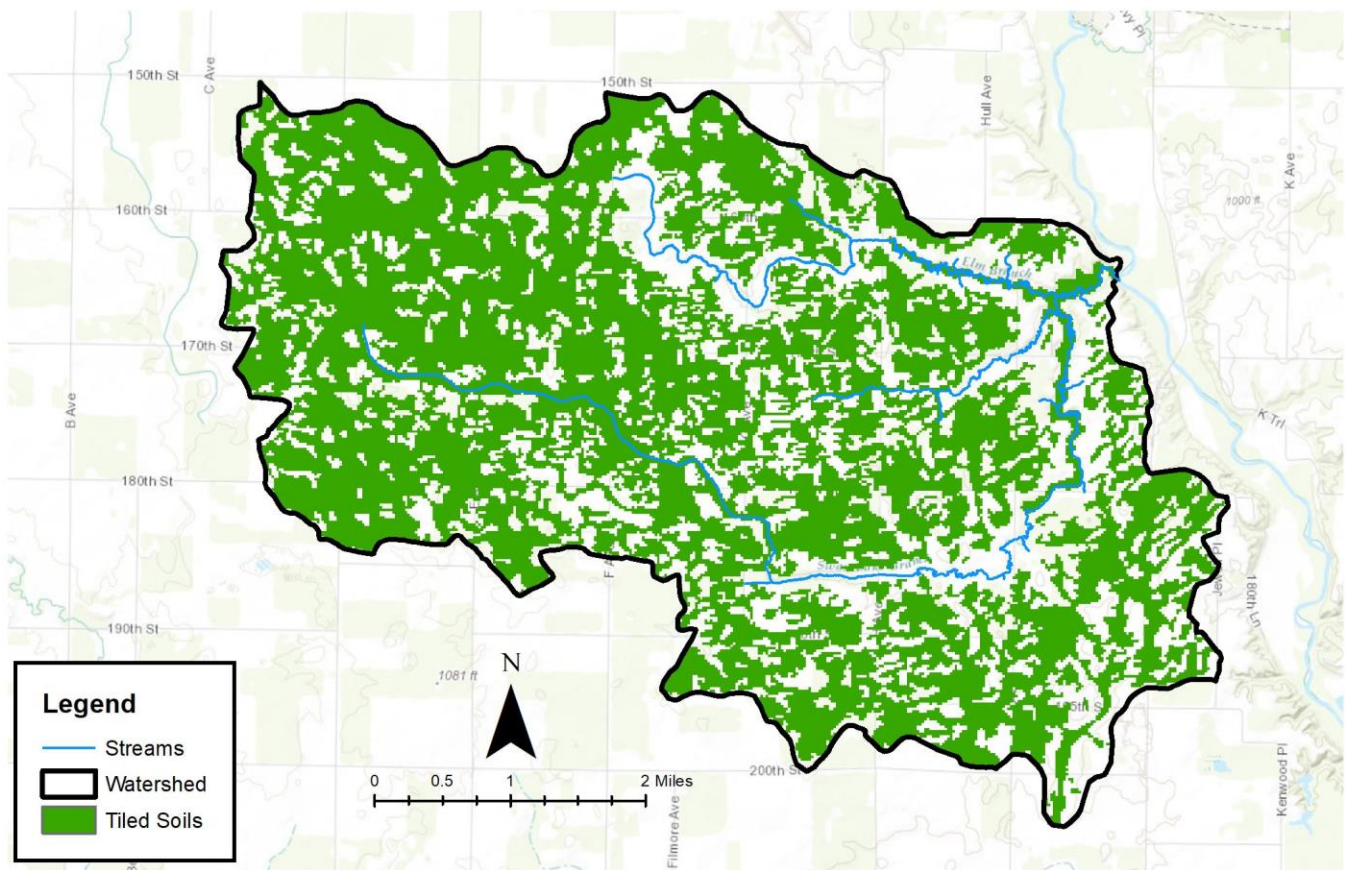 150th St
C Ave
150th St
Hull Ave
K Ave
160th St
1000 ft
Elm Branch
170th St
B Ave
K Trl
180th St
180th Ln
190th St
1081 ft
N
Legend
Streams
Watershed
Tiled Soils
0 0.5 1 2 Miles
200th St
Filmore Ave
Kenwood Pl